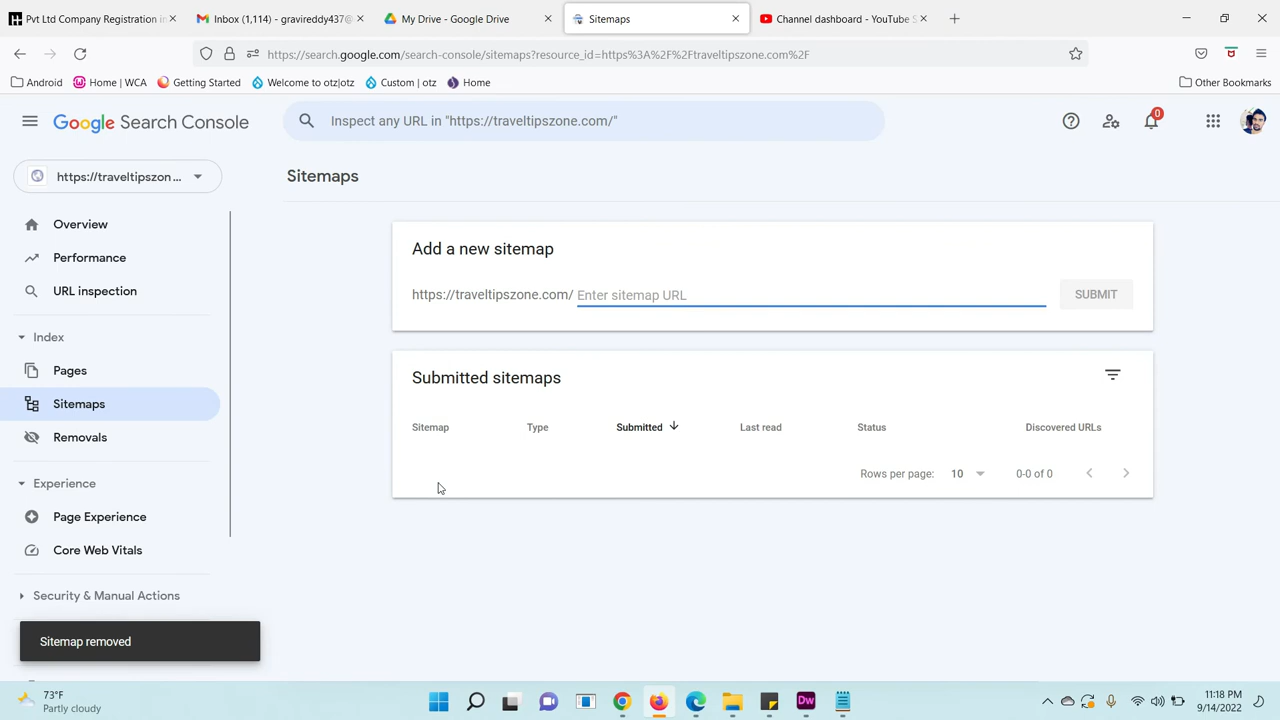 Pvt Ltd Company Registration in
Inbox (1,114) - gravireddy437@
My Drive - Google Drive
Sitemaps
Channel dashboard - YouTube S
https://search.google.com/search-console/sitemaps?resource_id=https%3A%2F%2Ftraveltipszone.com%2F
Android
Home | WCA
Getting Started
Welcome to otz|otz
Custom | otz
Home
Other Bookmarks
Google Search Console
Inspect any URL in "https://traveltipszone.com/"
0
https://traveltipszon ...
Sitemaps
Overview
Performance
URL inspection
Index
Pages
Sitemaps
Removals
Experience
Page Experience
Core Web Vitals
Security & Manual Actions
Sitemap removed
Add a new sitemap
https://traveltipszone.com/ Enter sitemap URL
SUBMIT
Submitted sitemaps
Sitemap Type Submitted Last read Status Discovered URLs
Rows per page: 10 0-0 of 0
73°F
Partly cloudy
Dw
11:18 PM
9/14/2022